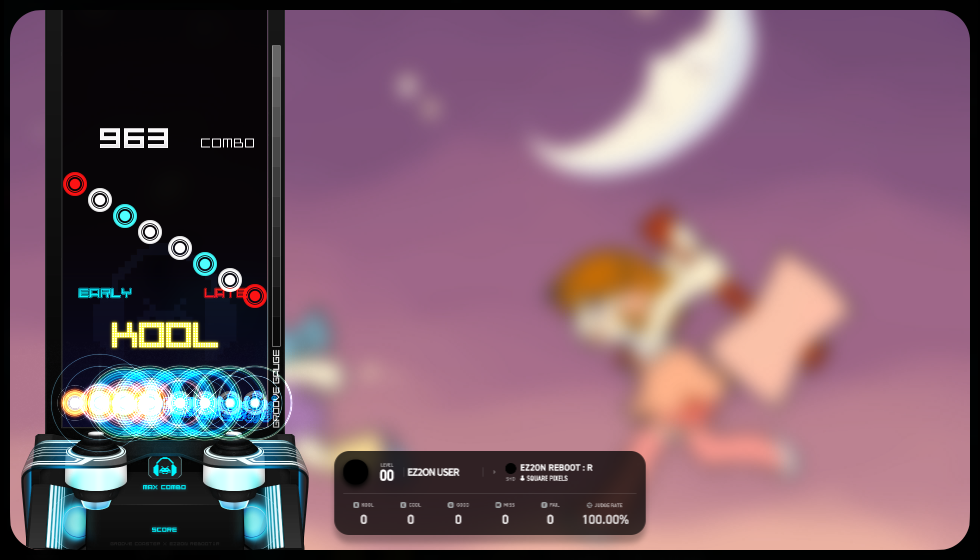 963 COMBO
EARLY LATE
KOOL
GROOVE GAUGE
MAX COMBO
SCORE
LEVEL
00 EZ2ON USER
EZ2ON REBOOT : R
SQUARE PIXELS
KOOL COOL GOOD MISS FAIL JUDGE RATE
0 0 0 0 0 100.00%